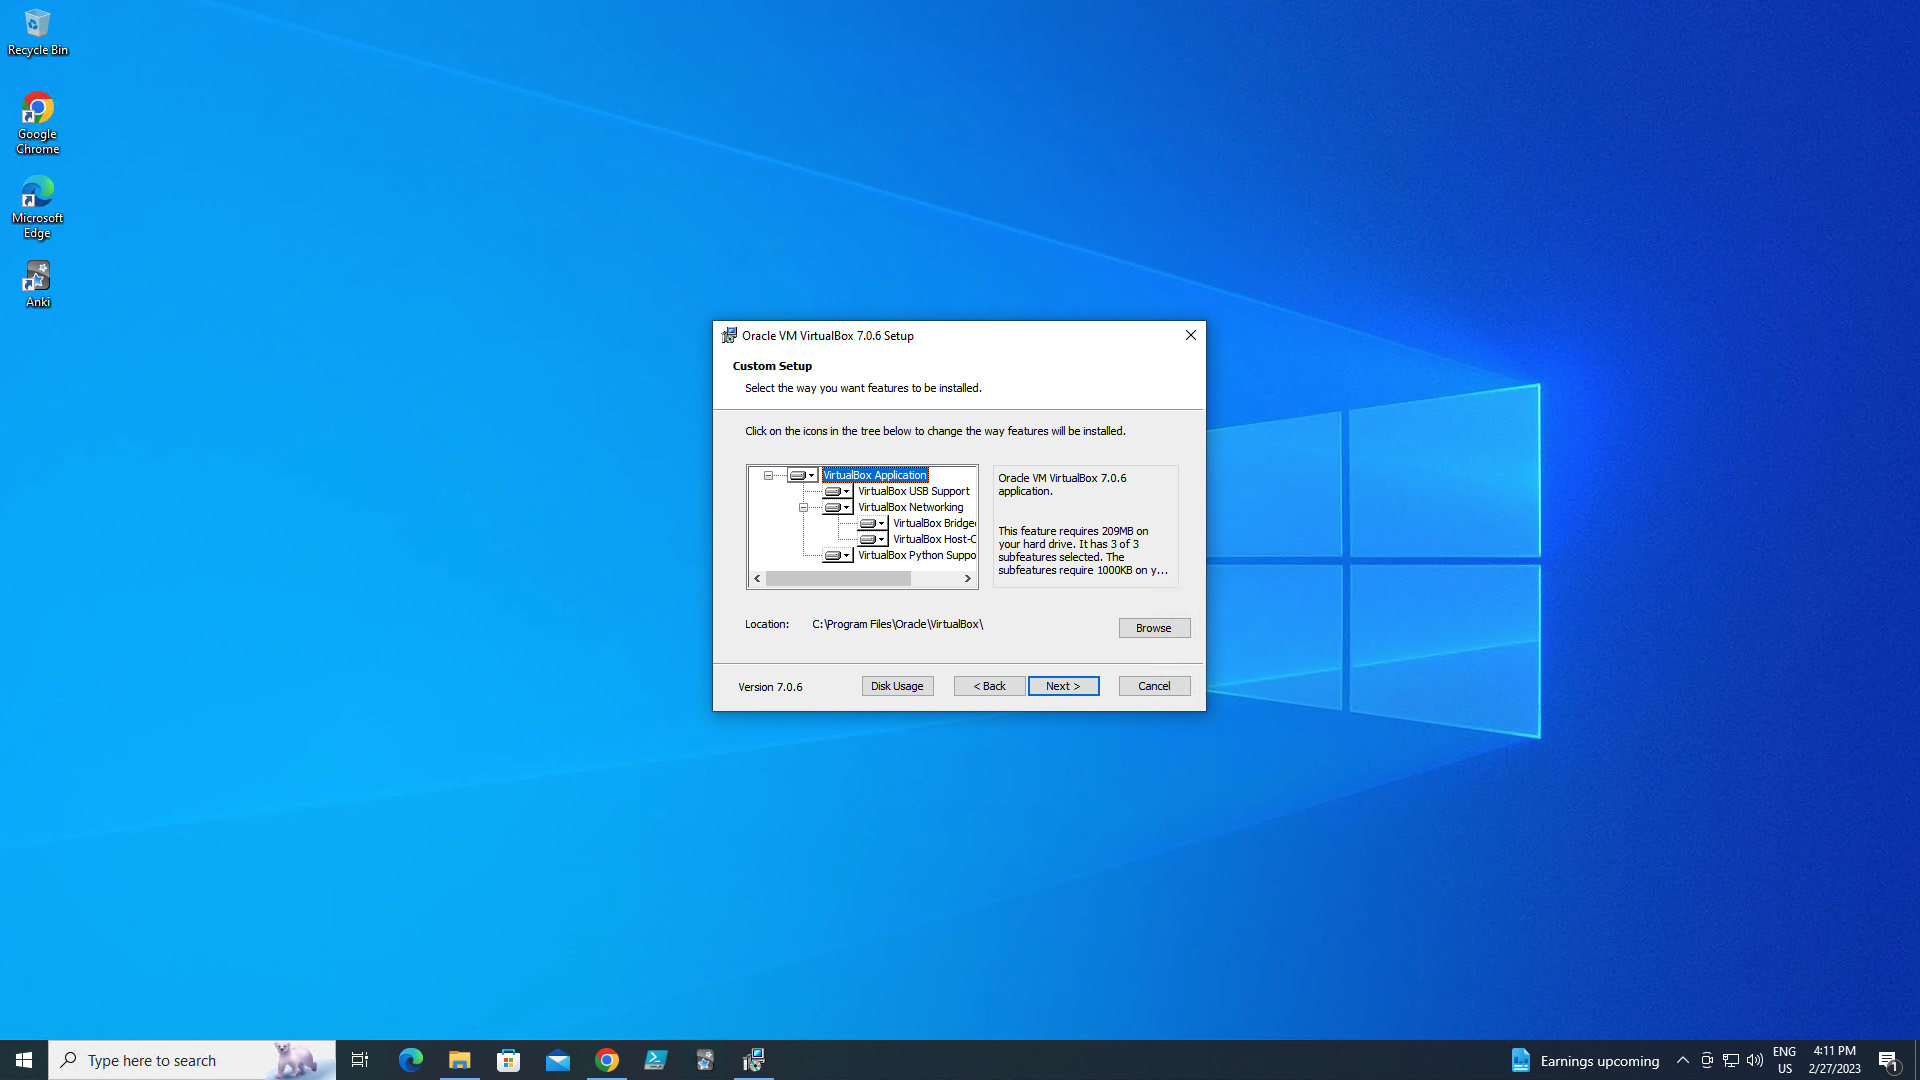 Recycle Bin
Google
Chrome
Microsoft
Edge
Anki
Oracle VM VirtualBox 7.0.6 Setup
Custom Setup
Select the way you want features to be installed.
Click on the icons in the tree below to change the way features will be installed.
VirtualBox Application
VirtualBox USB Support
VirtualBox Networking
VirtualBox Bridge
VirtualBox Host-
VirtualBox Python Suppo
Oracle VM VirtualBox 7.0.6
application.
This feature requires 209MB on
your hard drive. It has 3 of 3
subfeatures selected. The
subfeatures require 1000KB on y...
Location: C:\Program Files\Oracle\VirtualBox\
Browse
Version 7.0.6
Disk Usage
< Back
Next >
Cancel
Type here to search
Earnings upcoming
ENG
US
4:11 PM
2/27/2023
1